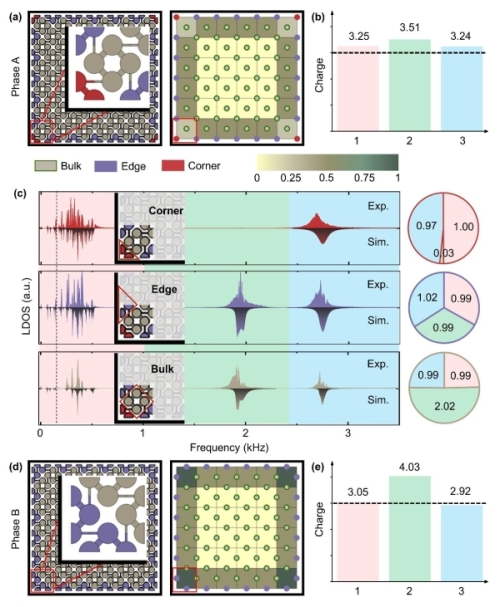 (a)
Phase A
(b)
Charge
3.25
3.51
3.24
1
2
3
Bulk
Edge
Corner
0
0.25
0.5
0.75
1
(c)
LDOS (a.u.)
Corner
Exp.
Sim.
0.97
1.00
0.03
Edge
Exp.
Sim.
1.02
0.99
0.99
Bulk
Exp.
Sim.
0.99
0.99
2.02
0
1
2
3
Frequency (kHz)
(d)
Phase B
(e)
Charge
3.05
4.03
2.92
1
2
3